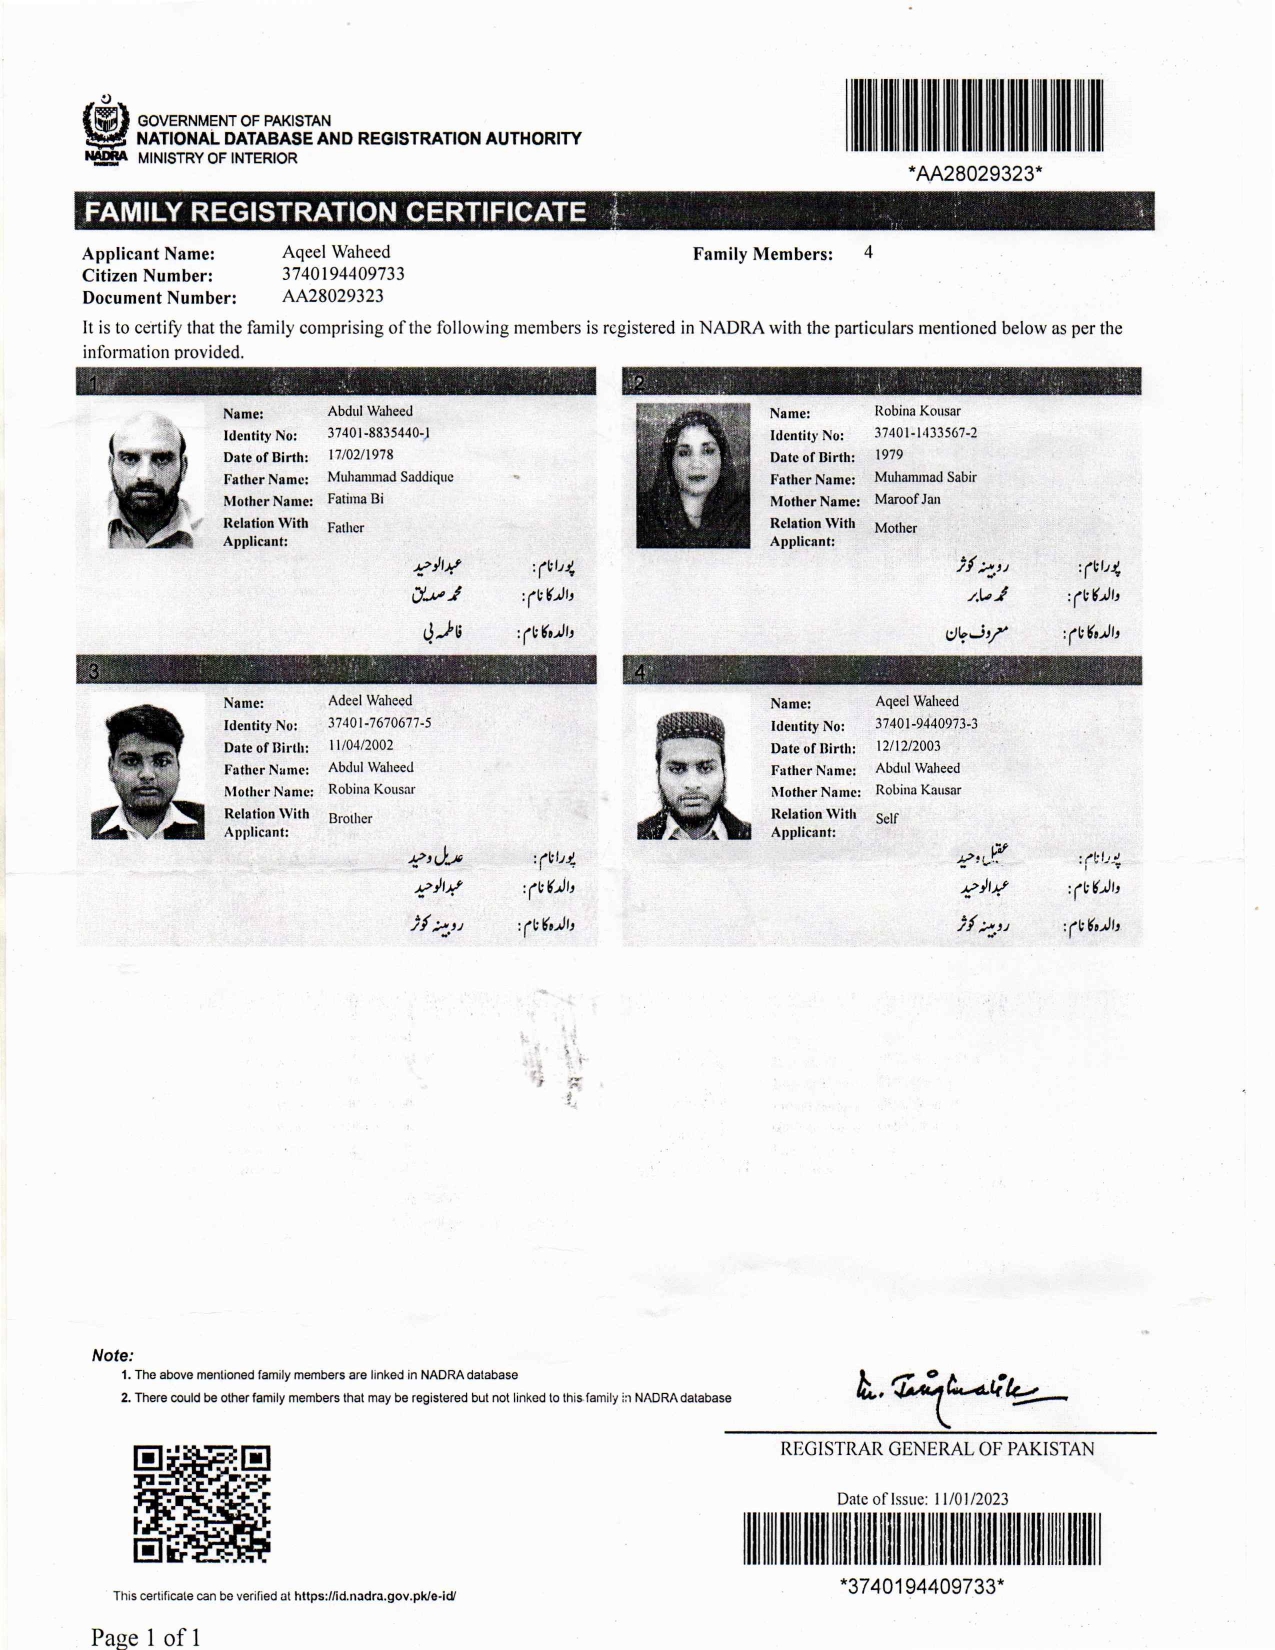 GOVERNMENT OF PAKISTAN
NATIONAL DATABASE AND REGISTRATION AUTHORITY
NADRA MINISTRY OF INTERIOR
*AA28029323*
FAMILY REGISTRATION CERTIFICATE
Applicant Name: Aqeel Waheed Family Members: 4
Citizen Number: 3740194409733
Document Number: AA28029323
It is to certify that the family comprising of the following members is registered in NADRA with the particulars mentioned below as per the
information provided.
1
Name: Abdul Waheed
Identity No: 37401-8835440-1
Date of Birth: 17/02/1978
Father Name: Muhammad Saddique
Mother Name: Fatima Bi
Relation With
Applicant: Father
پورا نام: عبدالوحید
والد کا نام: محمد صدیق
والدہ کا نام: فاطمہ بی
2
Name: Robina Kousar
Identity No: 37401-1433567-2
Date of Birth: 1979
Father Name: Muhammad Sabir
Mother Name: Maroof Jan
Relation With
Applicant: Mother
پورا نام: روبینہ کوثر
والد کا نام: محمد صابر
والدہ کا نام: معروف جان
3
Name: Adeel Waheed
Identity No: 37401-7670677-5
Date of Birth: 11/04/2002
Father Name: Abdul Waheed
Mother Name: Robina Kousar
Relation With
Applicant: Brother
پورا نام: عدیل وحید
والد کا نام: عبدالوحید
والدہ کا نام: روبینہ کوثر
4
Name: Aqeel Waheed
Identity No: 37401-9440973-3
Date of Birth: 12/12/2003
Father Name: Abdul Waheed
Mother Name: Robina Kausar
Relation With
Applicant: Self
پورا نام: عقیل وحید
والد کا نام: عبدالوحید
والدہ کا نام: روبینہ کوثر
Note:
1. The above mentioned family members are linked in NADRA database
2. There could be other family members that may be registered but not linked to this family in NADRA database
REGISTRAR GENERAL OF PAKISTAN
Date of Issue: 11/01/2023
*3740194409733*
This certificate can be verified at https://id.nadra.gov.pk/e-id/
Page 1 of 1